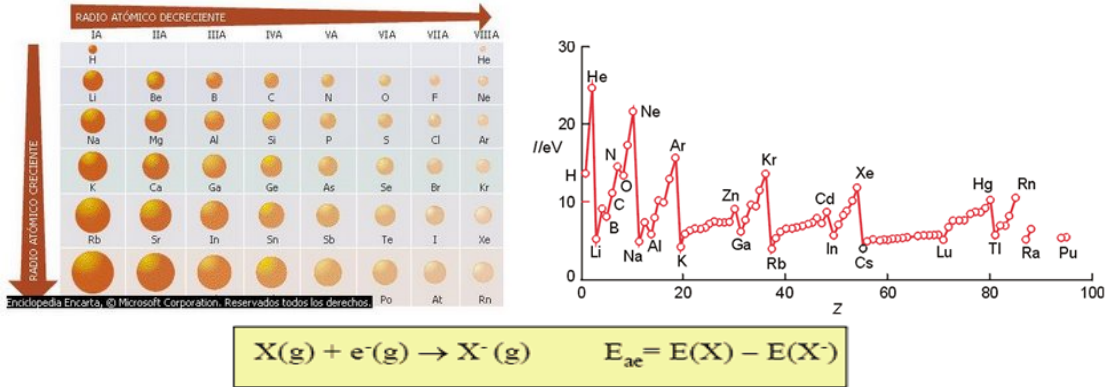 RADIO ATÓMICO DECRECIENTE
IA IIA IIIA IVA VA VIA VIIA VIIIA
RADIO ATÓMICO CRECIENTE
H He
Li Be B C N O F Ne
Na Mg Al Si P S Cl Ar
K Ca Ga Ge As Se Br Kr
Rb Sr In Sn Sb Te I Xe
Po At Rn
Enciclopedia Encarta, © Microsoft Corporation. Reservados todos los derechos.
30
20
10
0
I/eV
H
He
Li
B
C
N
O
Ne
Na
Al
Ar
K
Zn
Ga
Kr
Rb
Cd
In
Xe
Cs
Lu
Hg
Tl
Rn
Ra
Pu
0 20 40 60 80 100
Z
X(g) + e⁻(g) → X⁻ (g) Eae= E(X) – E(X⁻)